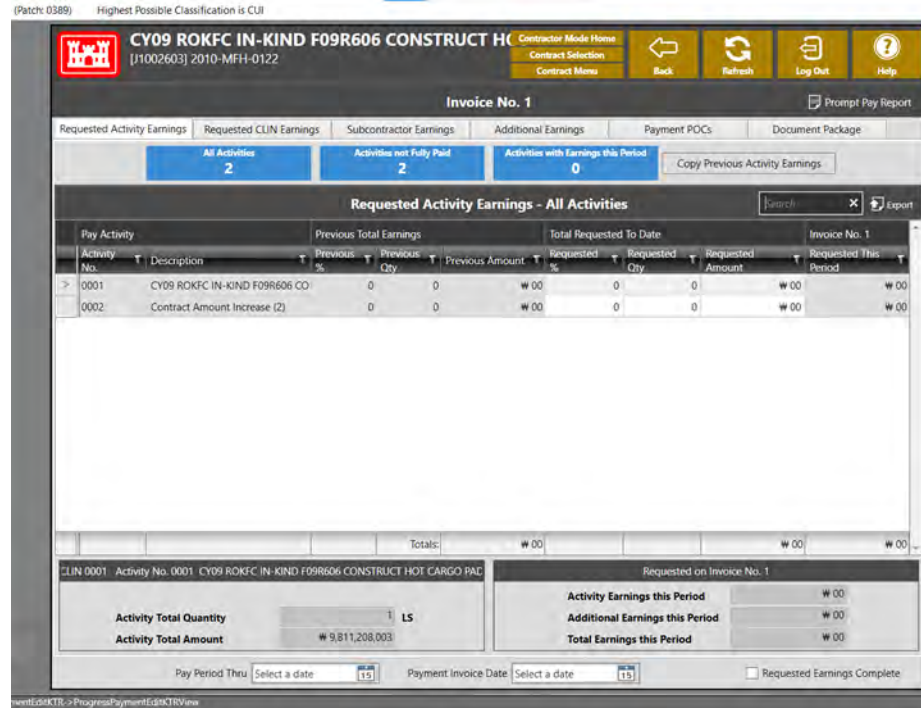 (Patch: 0389) Highest Possible Classification is CUI
CY09 ROKFC IN-KIND F09R606 CONSTRUCT HO
[J1002603] 2010-MFH-0122
Contractor Mode Home
Contract Selection
Contract Menu
Back
Refresh
Log Out
Help
Invoice No. 1
Prompt Pay Report
Requested Activity Earnings
Requested CLIN Earnings
Subcontractor Earnings
Additional Earnings
Payment POCs
Document Package
All Activities
2
Activities not Fully Paid
2
Activities with Earnings this Period
0
Copy Previous Activity Earnings
Requested Activity Earnings - All Activities
Search
Export
Pay Activity Previous Total Earnings Total Requested To Date Invoice No. 1
Activity No. Description Previous % Previous Qty Previous Amount Requested % Requested Qty Requested Amount Requested This Period
> 0001 CY09 ROKFC IN-KIND F09R606 CO 0 0 ₩ 00 0 0 ₩ 00 ₩ 00
0002 Contract Amount Increase (2) 0 0 ₩ 00 0 0 ₩ 00 ₩ 00
Totals: ₩ 00 ₩ 00 ₩ 00
CLIN 0001 Activity No. 0001 CY09 ROKFC IN-KIND F09R606 CONSTRUCT HOT CARGO PAD
Activity Total Quantity 1 LS
Activity Total Amount ₩ 9,811,208,003
Requested on Invoice No. 1
Activity Earnings this Period ₩ 00
Additional Earnings this Period ₩ 00
Total Earnings this Period ₩ 00
Pay Period Thru Select a date 15 Payment Invoice Date Select a date 15 Requested Earnings Complete
mentEditKTR->ProgressPaymentEditKTRView